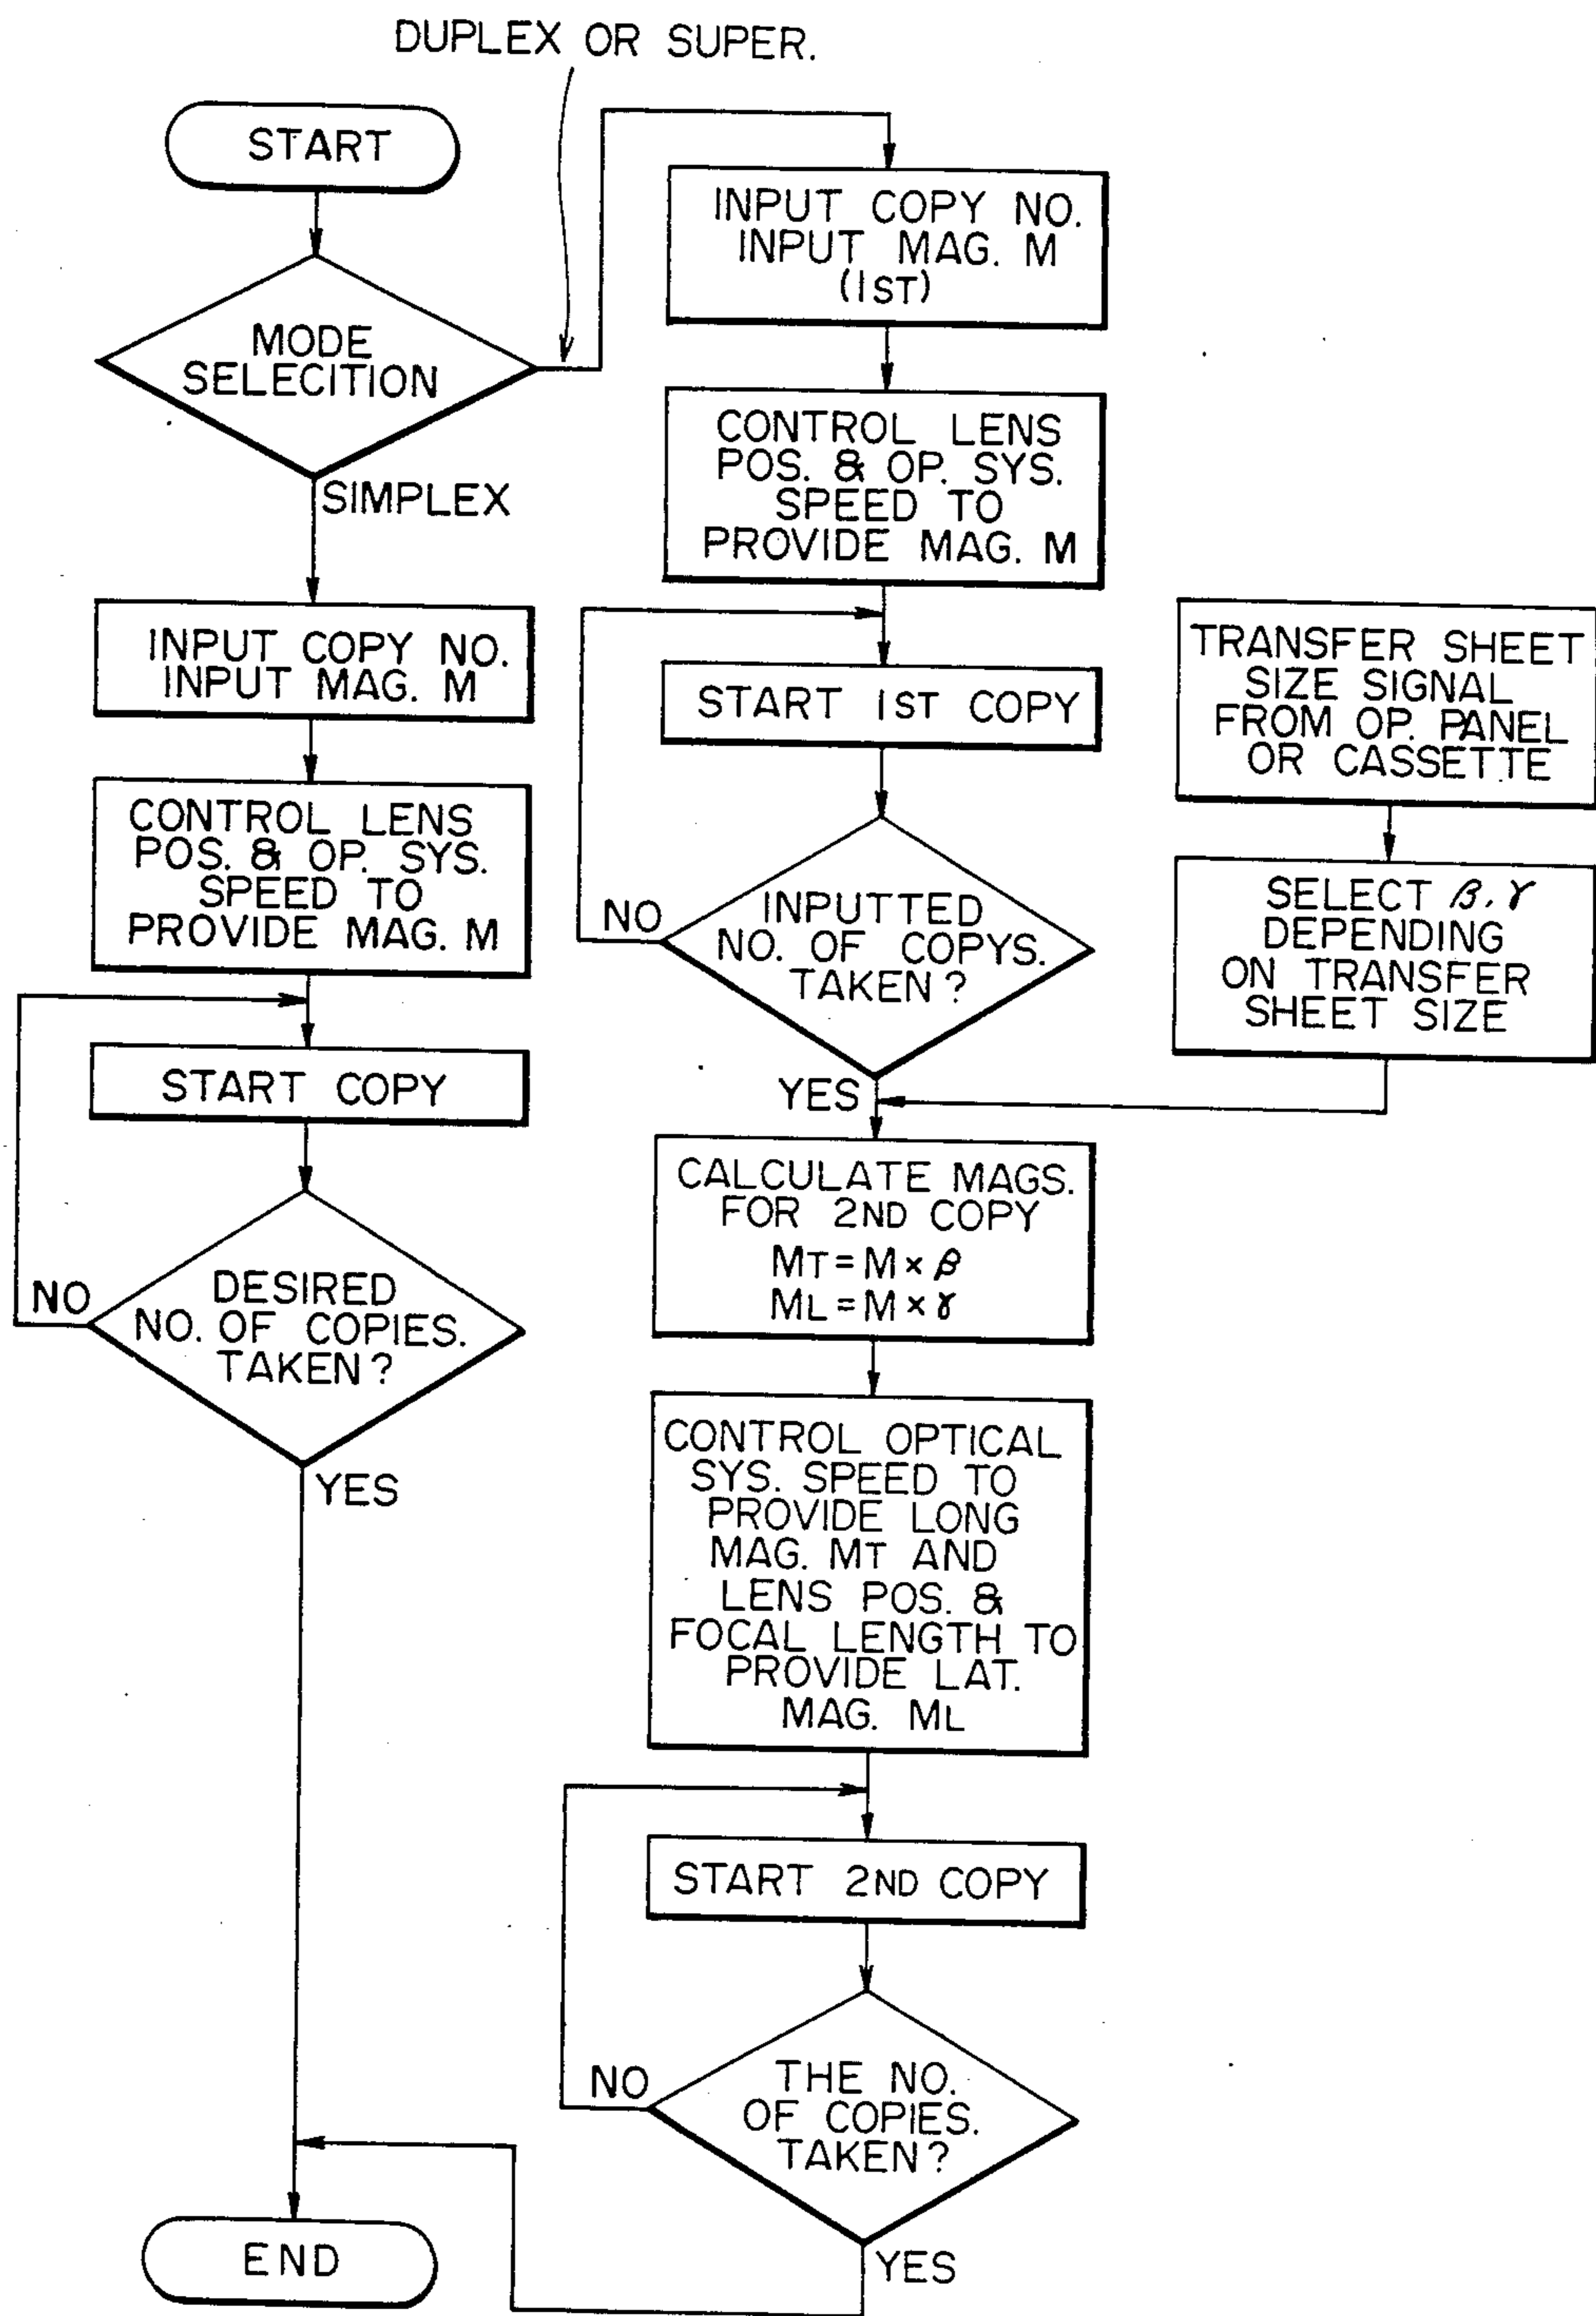 DUPLEX OR SUPER.
START
MODE
SELECITION
SIMPLEX
INPUT COPY NO.
INPUT MAG. M
CONTROL LENS
POS. & OP. SYS.
SPEED TO
PROVIDE MAG. M
START COPY
DESIRED
NO. OF COPIES.
TAKEN?
NO
YES
INPUT COPY NO.
INPUT MAG. M
(1ST)
CONTROL LENS
POS. & OP. SYS.
SPEED TO
PROVIDE MAG. M
START 1ST COPY
INPUTTED
NO. OF COPYS.
TAKEN?
NO
YES
TRANSFER SHEET
SIZE SIGNAL
FROM OP. PANEL
OR CASSETTE
SELECT β, γ
DEPENDING
ON TRANSFER
SHEET SIZE
CALCULATE MAGS.
FOR 2ND COPY
MT = M × β
ML = M × γ
CONTROL OPTICAL
SYS. SPEED TO
PROVIDE LONG
MAG. MT AND
LENS POS. &
FOCAL LENGTH TO
PROVIDE LAT.
MAG. ML
START 2ND COPY
THE NO.
OF COPIES.
TAKEN?
NO
YES
END